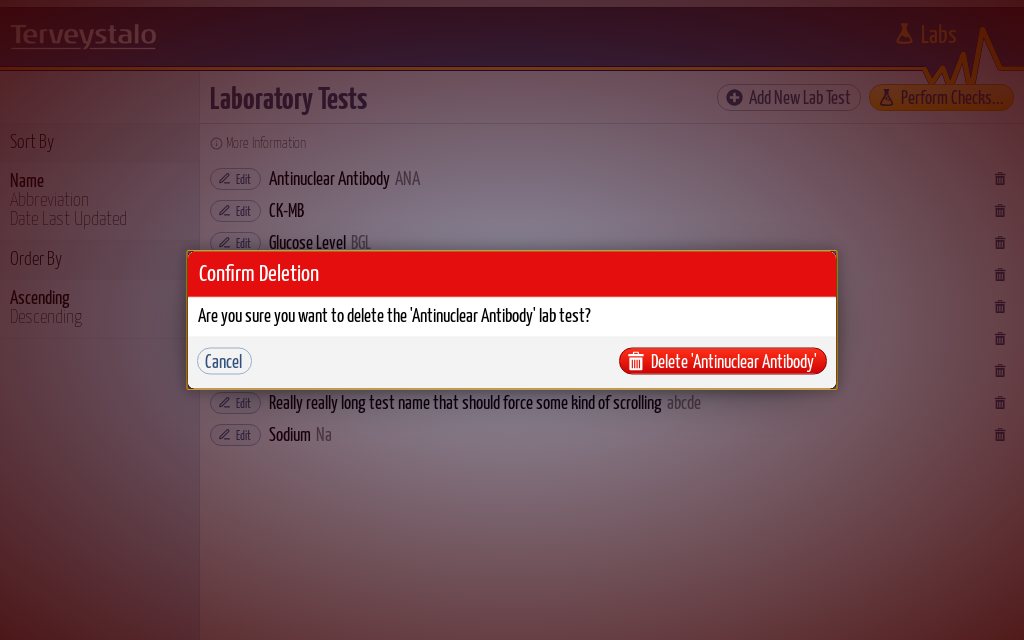 Terveystalo
Labs
Laboratory Tests
Add New Lab Test
Perform Checks...
Sort By
Name
Abbreviation
Date Last Updated
Order By
Ascending
Descending
More Information
Edit Antinuclear Antibody ANA
Edit CK-MB
Edit Glucose Level BGL
Confirm Deletion
Are you sure you want to delete the 'Antinuclear Antibody' lab test?
Cancel
Delete 'Antinuclear Antibody'
Edit Really really long test name that should force some kind of scrolling abcde
Edit Sodium Na